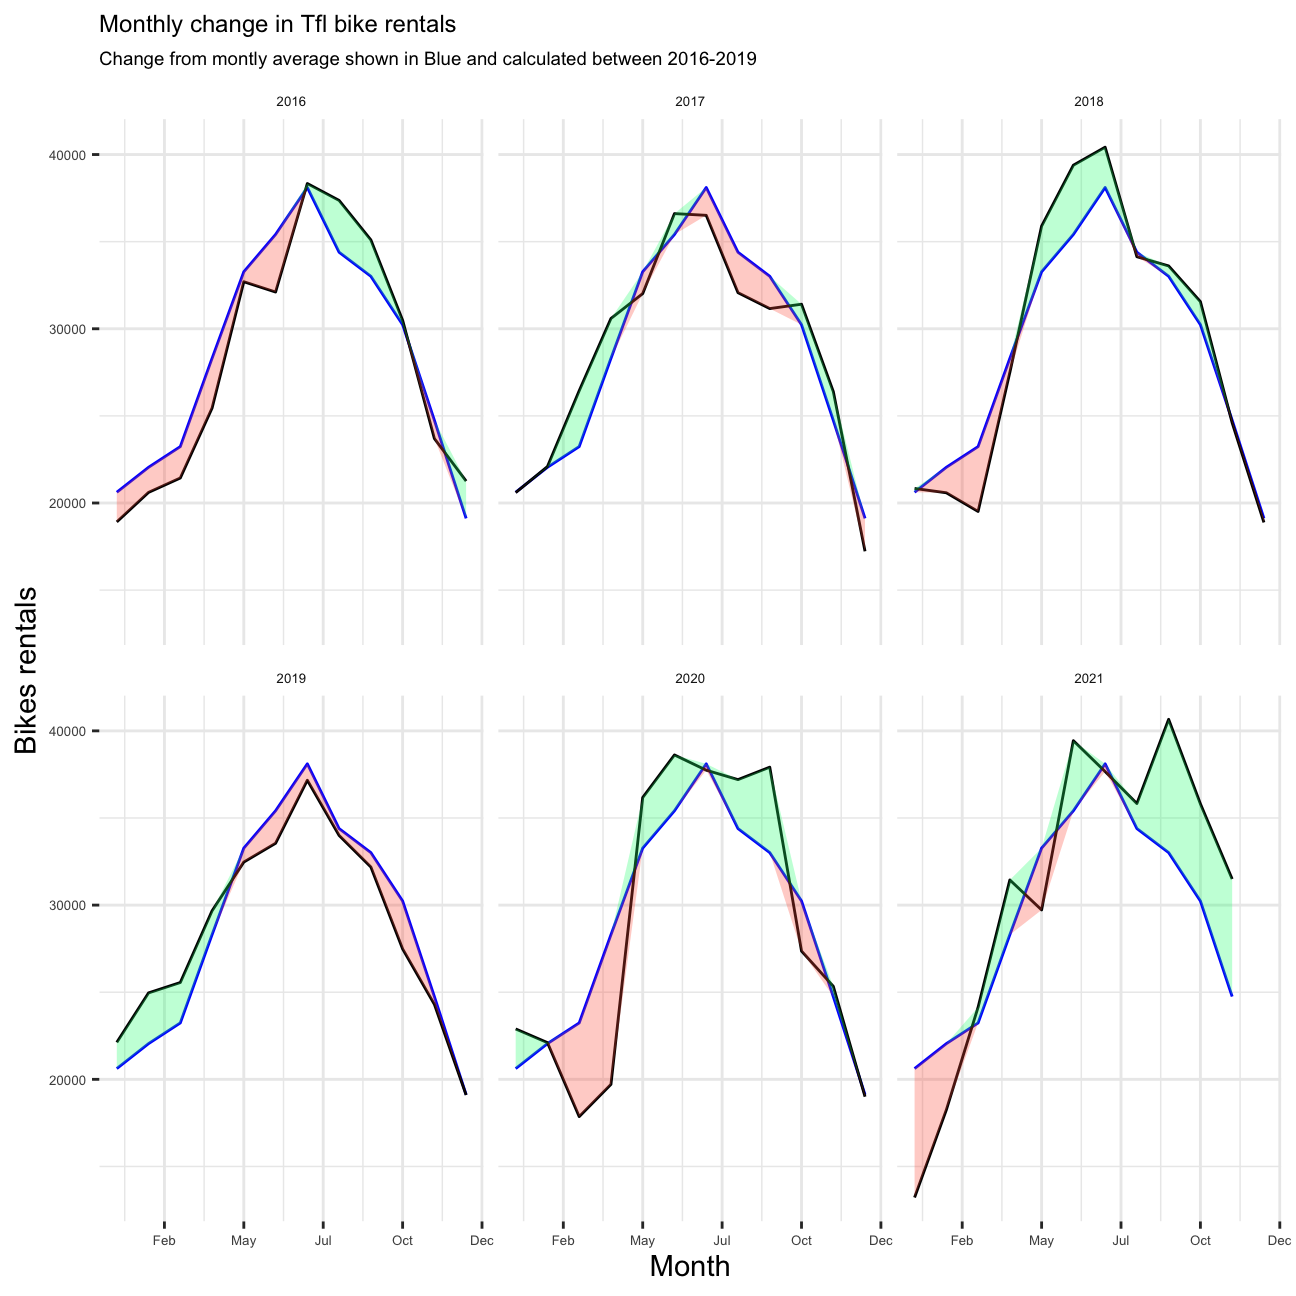 Monthly change in Tfl bike rentals
Change from montly average shown in Blue and calculated between 2016-2019
2016 2017 2018
40000
30000
20000
Bikes rentals
2019 2020 2021
40000
30000
20000
Feb May Jul Oct Dec Feb May Jul Oct Dec Feb May Jul Oct Dec
Month